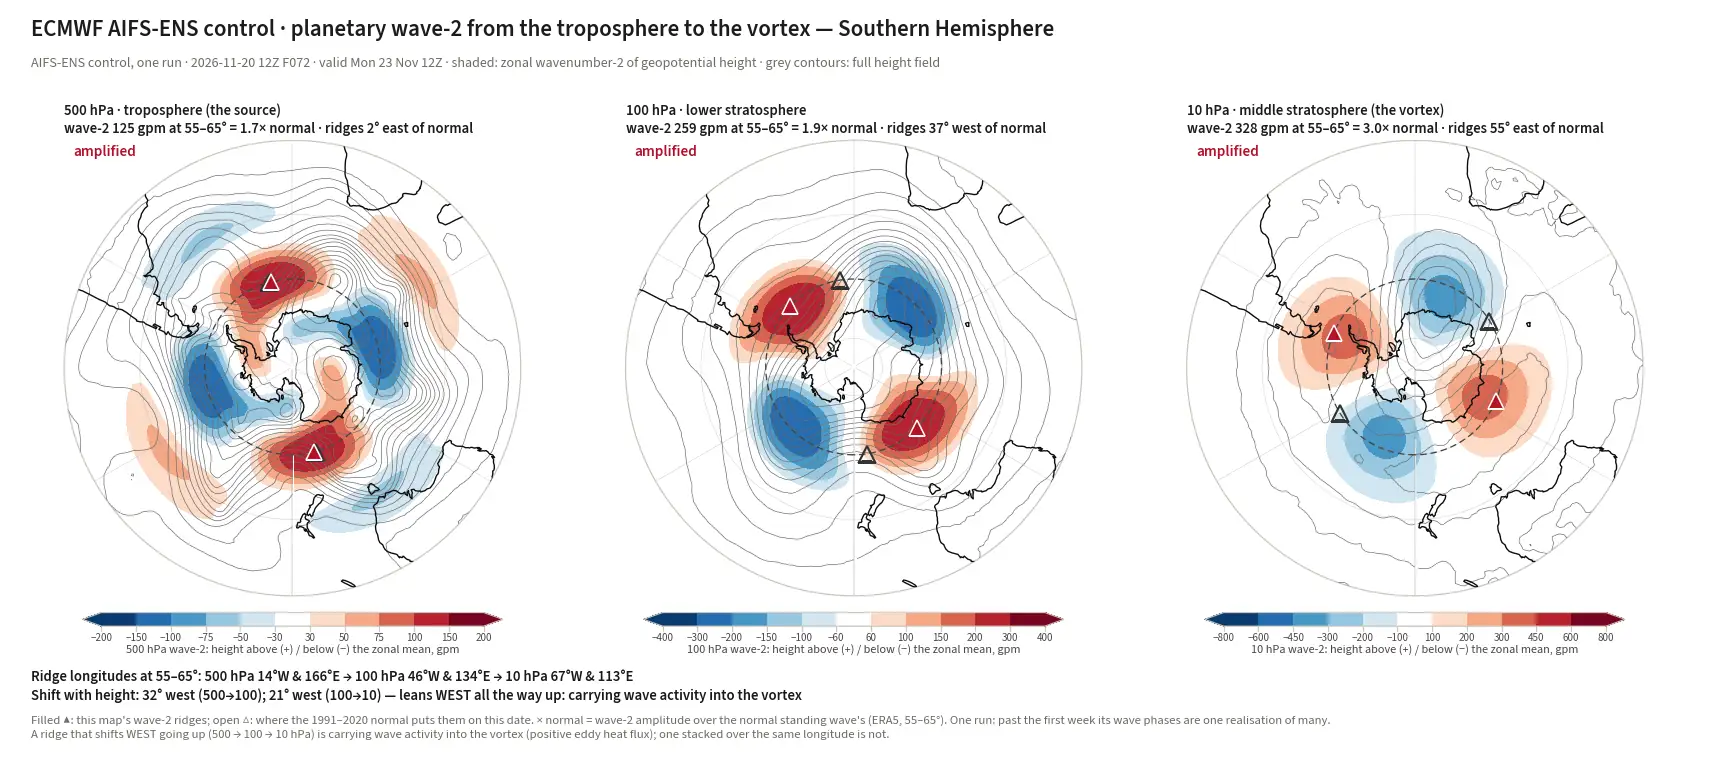 ECMWF AIFS-ENS control · planetary wave-2 from the troposphere to the vortex — Southern Hemisphere
AIFS-ENS control, one run · 2026-11-20 12Z F072 · valid Mon 23 Nov 12Z · shaded: zonal wavenumber-2 of geopotential height · grey contours: full height field
500 hPa · troposphere (the source)
wave-2 125 gpm at 55–65° = 1.7× normal · ridges 2° east of normal
amplified
100 hPa · lower stratosphere
wave-2 259 gpm at 55–65° = 1.9× normal · ridges 37° west of normal
amplified
10 hPa · middle stratosphere (the vortex)
wave-2 328 gpm at 55–65° = 3.0× normal · ridges 55° east of normal
amplified
−200 −150 −100 −75 −50 −30 30 50 75 100 150 200
500 hPa wave-2: height above (+) / below (−) the zonal mean, gpm
−400 −300 −200 −150 −100 −60 60 100 150 200 300 400
100 hPa wave-2: height above (+) / below (−) the zonal mean, gpm
−800 −600 −450 −300 −200 −100 100 200 300 450 600 800
10 hPa wave-2: height above (+) / below (−) the zonal mean, gpm
Ridge longitudes at 55–65°: 500 hPa 14°W & 166°E → 100 hPa 46°W & 134°E → 10 hPa 67°W & 113°E
Shift with height: 32° west (500→100); 21° west (100→10) — leans WEST all the way up: carrying wave activity into the vortex
Filled ▲: this map's wave-2 ridges; open △: where the 1991–2020 normal puts them on this date. × normal = wave-2 amplitude over the normal standing wave's (ERA5, 55–65°). One run: past the first week its wave phases are one realisation of many.
A ridge that shifts WEST going up (500 → 100 → 10 hPa) is carrying wave activity into the vortex (positive eddy heat flux); one stacked over the same longitude is not.